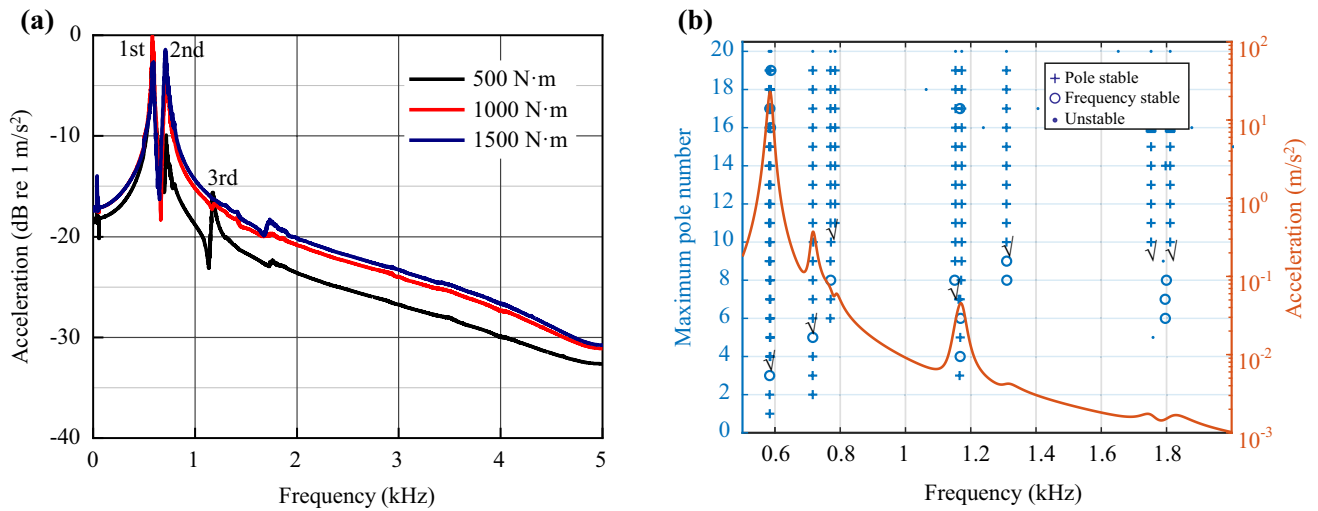 (a)
0
-10
-20
-30
-40
Acceleration (dB re 1 m/s²)
1st
2nd
3rd
500 N·m
1000 N·m
1500 N·m
0
1
2
3
4
5
Frequency (kHz)
(b)
20
18
16
14
12
10
8
6
4
2
0
Maximum pole number
Pole stable
Frequency stable
Unstable
√
√
√
√
√
√
√
10²
10¹
10⁰
10⁻¹
10⁻²
10⁻³
Acceleration (m/s²)
0.6
0.8
1
1.2
1.4
1.6
1.8
Frequency (kHz)